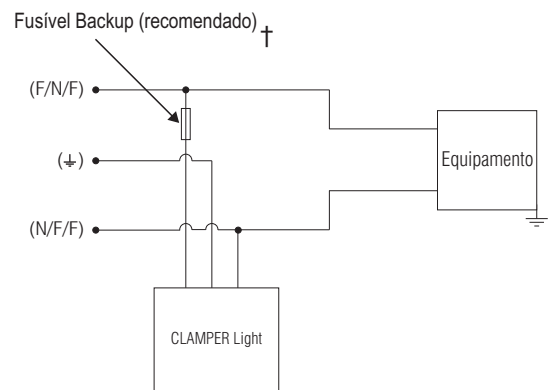 Fusível Backup (recomendado) †
(F/N/F)
(⏚)
Equipamento
(N/F/F)
CLAMPER Light